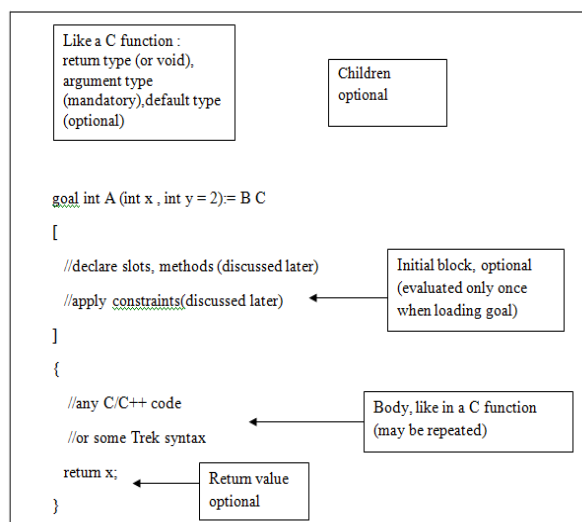 Like a C function :
return type (or void),
argument type
(mandatory),default type
(optional)
Children
optional
goal int A (int x , int y = 2):= B C
[
//declare slots, methods (discussed later)
//apply constraints(discussed later)
Initial block, optional
(evaluated only once
when loading goal)
]
{
//any C/C++ code
//or some Trek syntax
Body, like in a C function
(may be repeated)
return x;
Return value
optional
}